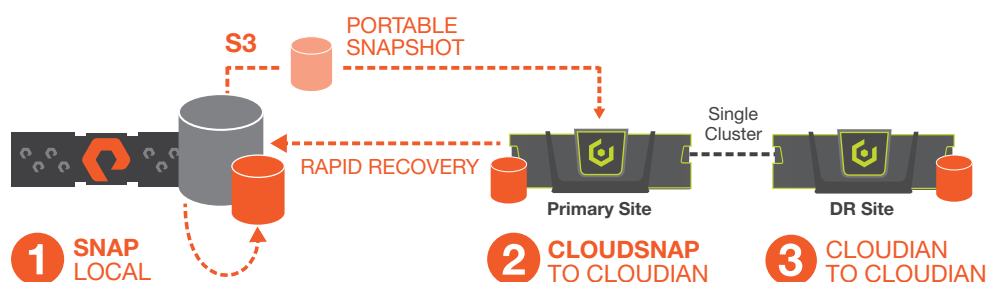 S3
PORTABLE
SNAPSHOT
RAPID RECOVERY
Single
Cluster
Primary Site
DR Site
1 SNAP
LOCAL
2 CLOUDSNAP
TO CLOUDIAN
3 CLOUDIAN
TO CLOUDIAN